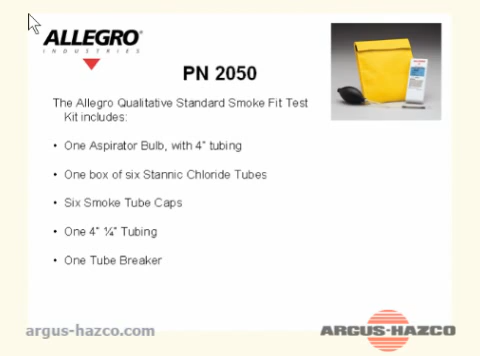 ALLEGRO®
INDUSTRIES®
PN 2050
The Allegro Qualitative Standard Smoke Fit Test
Kit includes:
• One Aspirator Bulb, with 4" tubing
• One box of six Stannic Chloride Tubes
• Six Smoke Tube Caps
• One 4" ¼" Tubing
• One Tube Breaker
argus-hazco.com
ARGUS-HAZCO